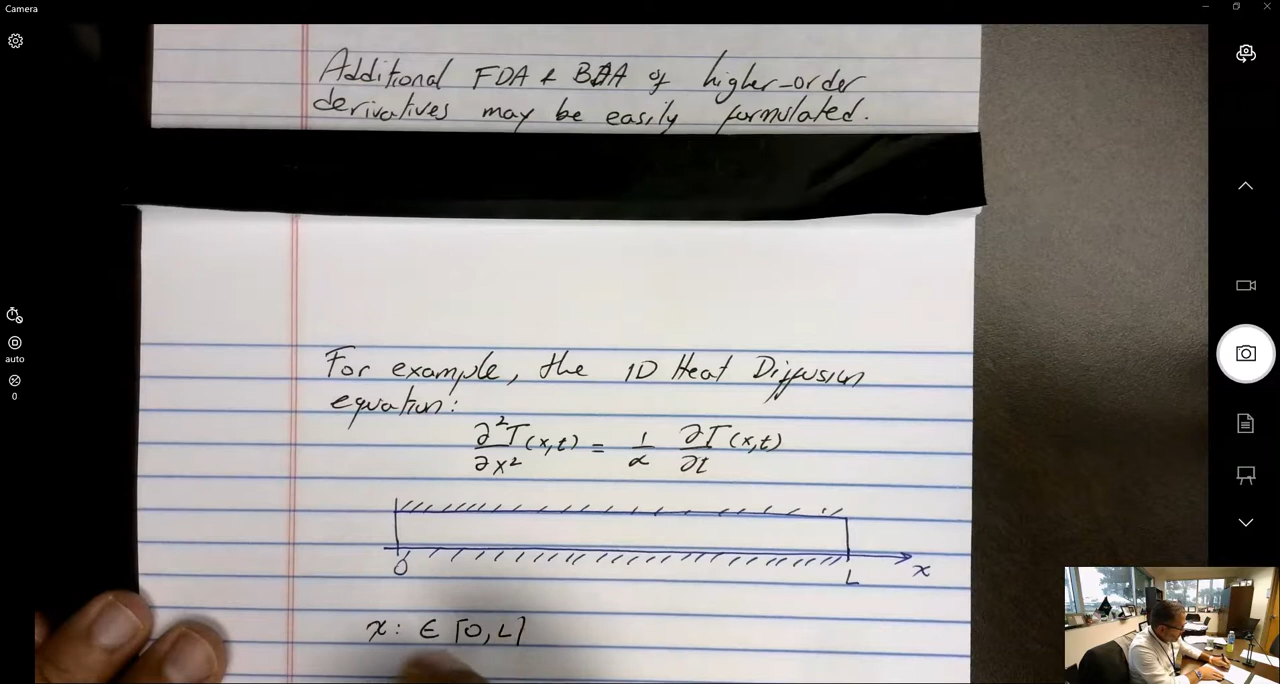 Camera
Additional FDA & BDA of higher-order
derivatives may be easily formulated.
auto
0
For example, the 1D Heat Diffusion
equation:
∂²T(x,t)/∂x² = 1/α ∂T(x,t)/∂t
0
L
x
x: ∈ [0,L]